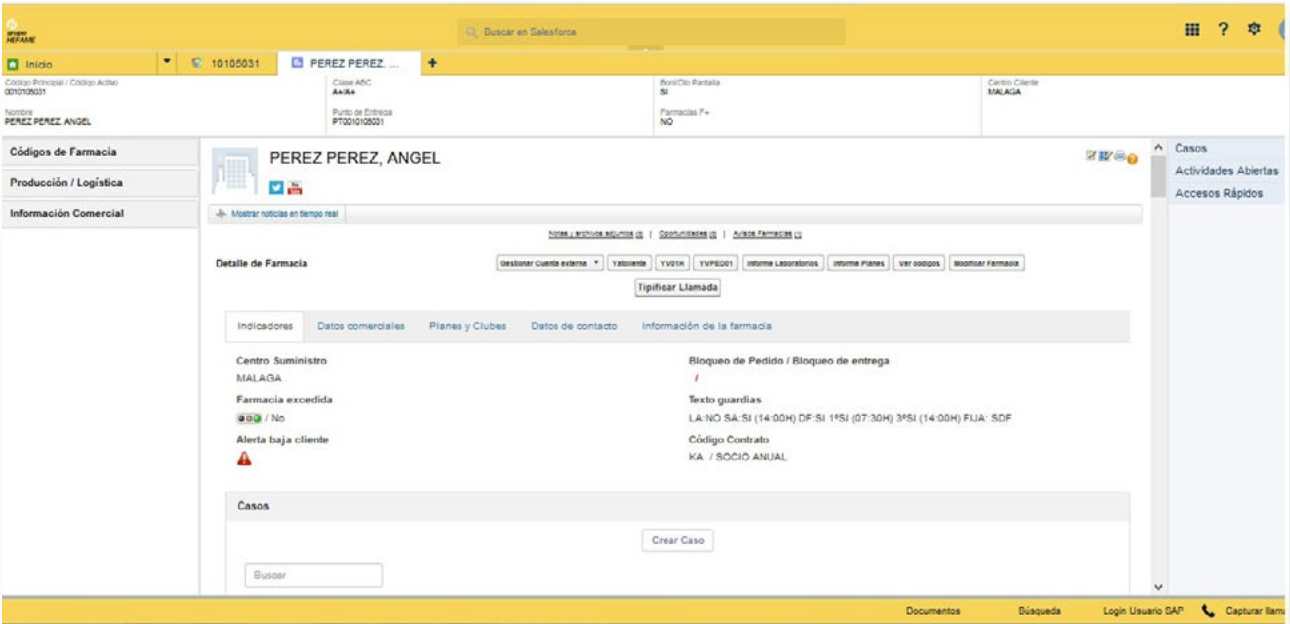 HEFAME
Buscar en Salesforce
?
Inicio
10105031
PEREZ PEREZ, ...
+
Código Principal / Código Activo
0010105031
Clase ABC
A+/A+
Boni/Dto Pantalla
SI
Centro Cliente
MALAGA
Nombre
PEREZ PEREZ, ANGEL
Punto de Entrega
PT0010105031
Farmacias F+
NO
Códigos de Farmacia
Producción / Logística
Información Comercial
PEREZ PEREZ, ANGEL
Mostrar noticias en tiempo real
Notas y archivos adjuntos | Oportunidades | Avisos Farmacias
Detalle de Farmacia
Gestionar Cuenta externa
Yabcliente
YV01H
YVPED01
Informe Laboratorios
Informe Planes
Ver codigos
Modificar Farmacia
Tipificar Llamada
Indicadores
Datos comerciales
Planes y Clubes
Datos de contacto
Información de la farmacia
Centro Suministro
MALAGA
Bloqueo de Pedido / Bloqueo de entrega
/
Farmacia excedida
/ No
Texto guardias
LA:NO SA:SI (14:00H) DF:SI 1ºSI (07:30H) 3ºSI (14:00H) FIJA: SDF
Alerta baja cliente
Código Contrato
KA / SOCIO ANUAL
Casos
Crear Caso
Buscar
Casos
Actividades Abiertas
Accesos Rápidos
Documentos
Búsqueda
Login Usuario SAP
Capturar llama